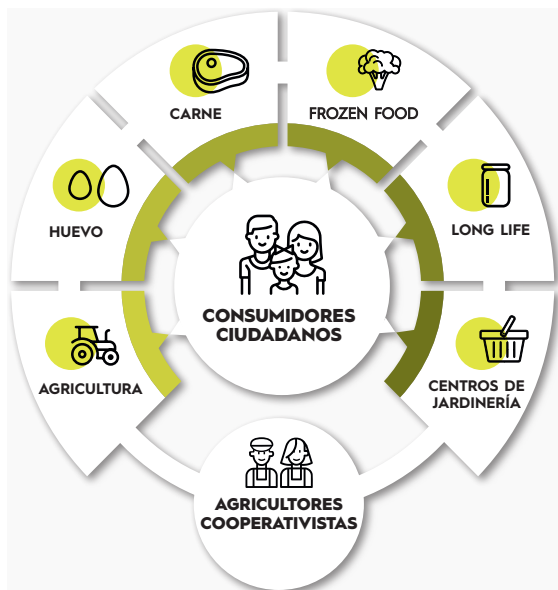 CARNE
FROZEN FOOD
HUEVO
LONG LIFE
CONSUMIDORES
CIUDADANOS
AGRICULTURA
CENTROS DE
JARDINERÍA
AGRICULTORES
COOPERATIVISTAS